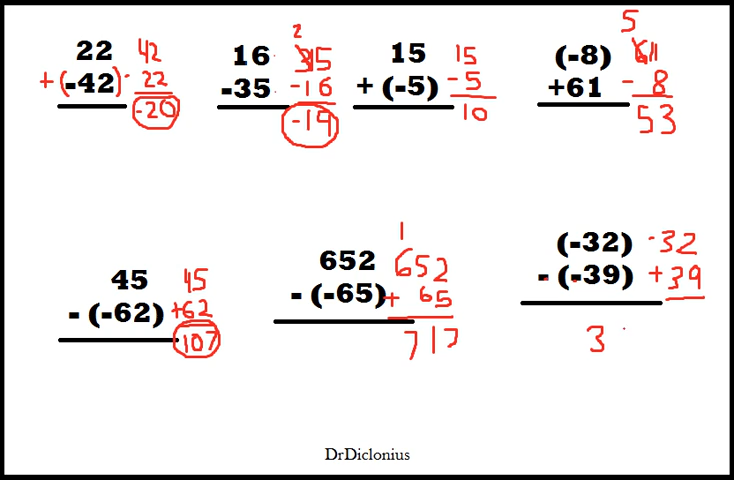 22 42
+ (-42) - 22
-20
2
16 35
-35 -16
-19
15 15
+ (-5) - 5
10
5
(-8) 61 1
+61 - 8
53
45 45
- (-62) +62
107
1
652 652
- (-65) + 65
717
(-32) -32
- (-39) +39
3
DrDiclonius